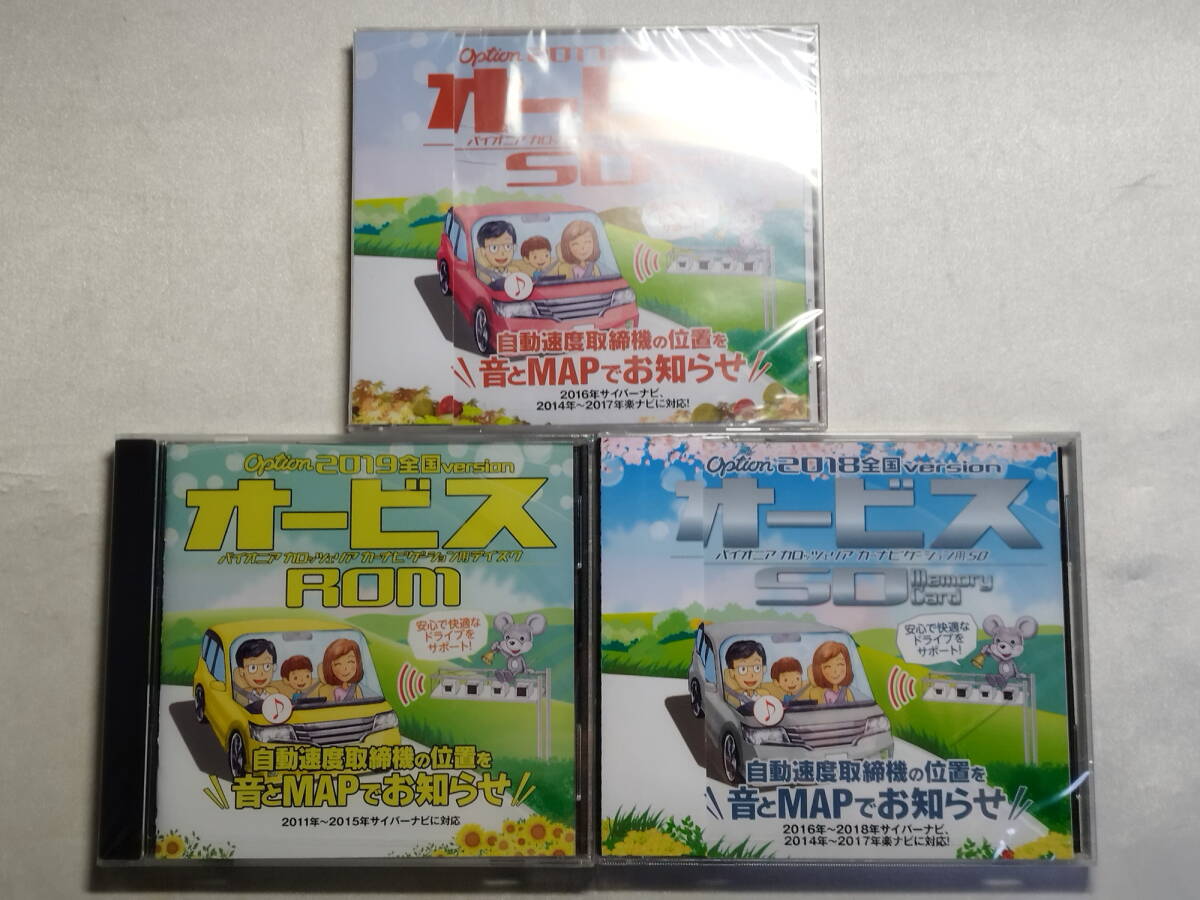 Option 2017
オービ
パイオニア カロッ
SD
自動速度取締機の位置を
音とMAPでお知らせ
2016年サイバーナビ、
2014年～2017年楽ナビに対応!
Option 2019全国version
オービス
パイオニア カロッツェリア カーナビゲーション用ディスク
ROM
安心で快適な
ドライブを
サポート!
自動速度取締機の位置を
音とMAPでお知らせ
2011年～2015年サイバーナビに対応
Option 2018全国version
オービス
パイオニア カロッツェリア カーナビゲーション用SD
SD Memory
Card
安心で快適な
ドライブを
サポート!
自動速度取締機の位置を
音とMAPでお知らせ
2016年～2018年サイバーナビ、
2014年～2017年楽ナビに対応!